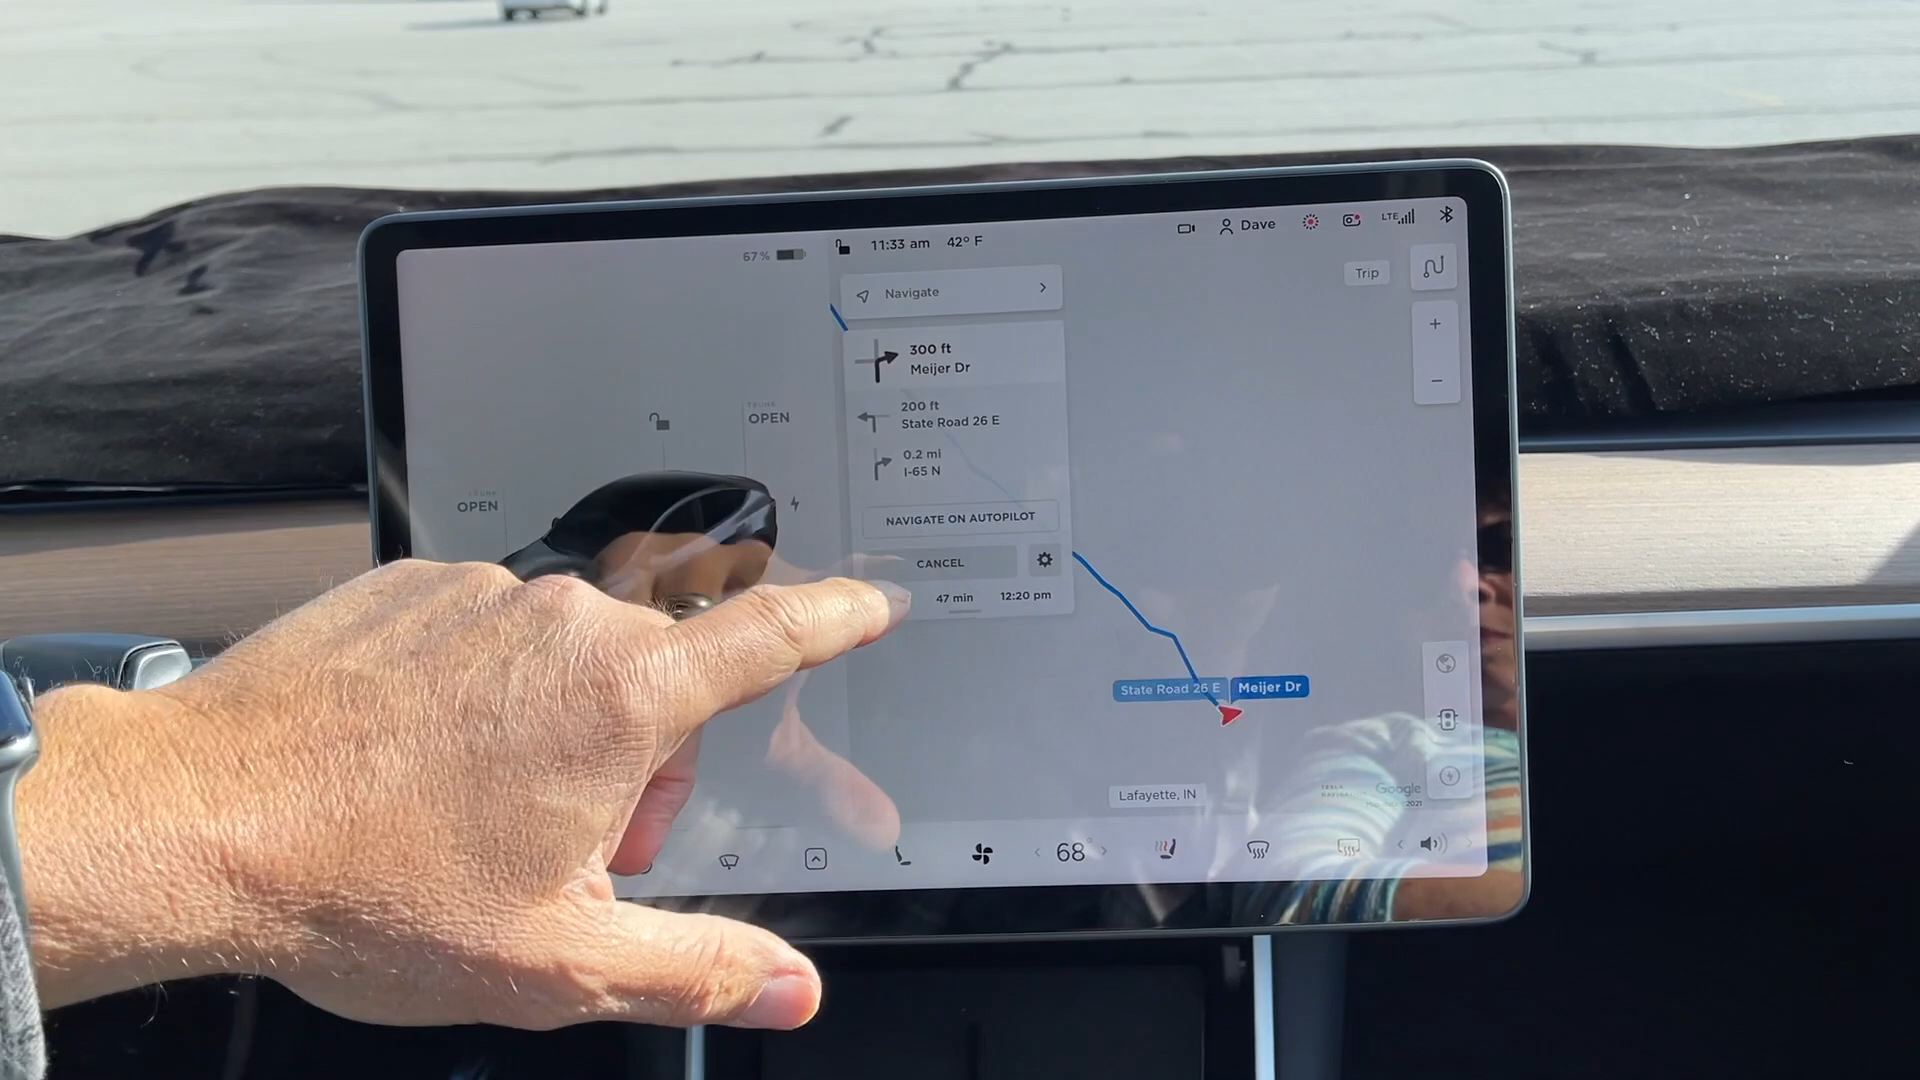 67 %
11:33 am 42° F
Dave
LTE
Navigate
Trip
300 ft
Meijer Dr
200 ft
State Road 26 E
0.2 mi
I-65 N
NAVIGATE ON AUTOPILOT
CANCEL
47 min 12:20 pm
TRUNK
OPEN
OPEN
State Road 26 E
Meijer Dr
Lafayette, IN
Google
68°